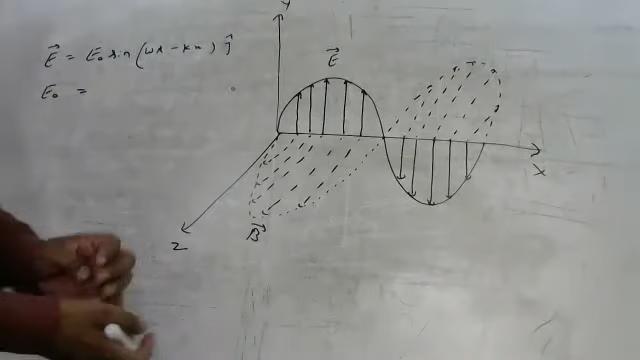 E⃗ = E₀ sin(ωt − kx) ĵ
E₀ =
Y
E⃗
X
Z
B⃗